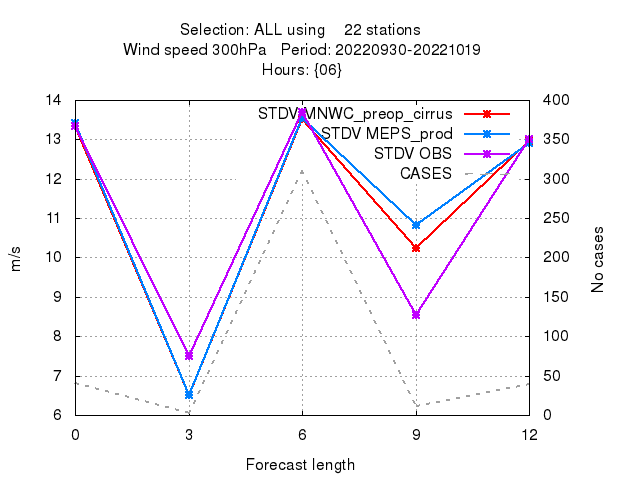 Selection: ALL using 22 stations
Wind speed 300hPa Period: 20220930-20221019
Hours: {06}
STDV MNWC_preop_cirrus
STDV MEPS_prod
STDV OBS
CASES
14
13
12
11
10
9
8
7
6
m/s
400
350
300
250
200
150
100
50
0
No cases
0 3 6 9 12
Forecast length